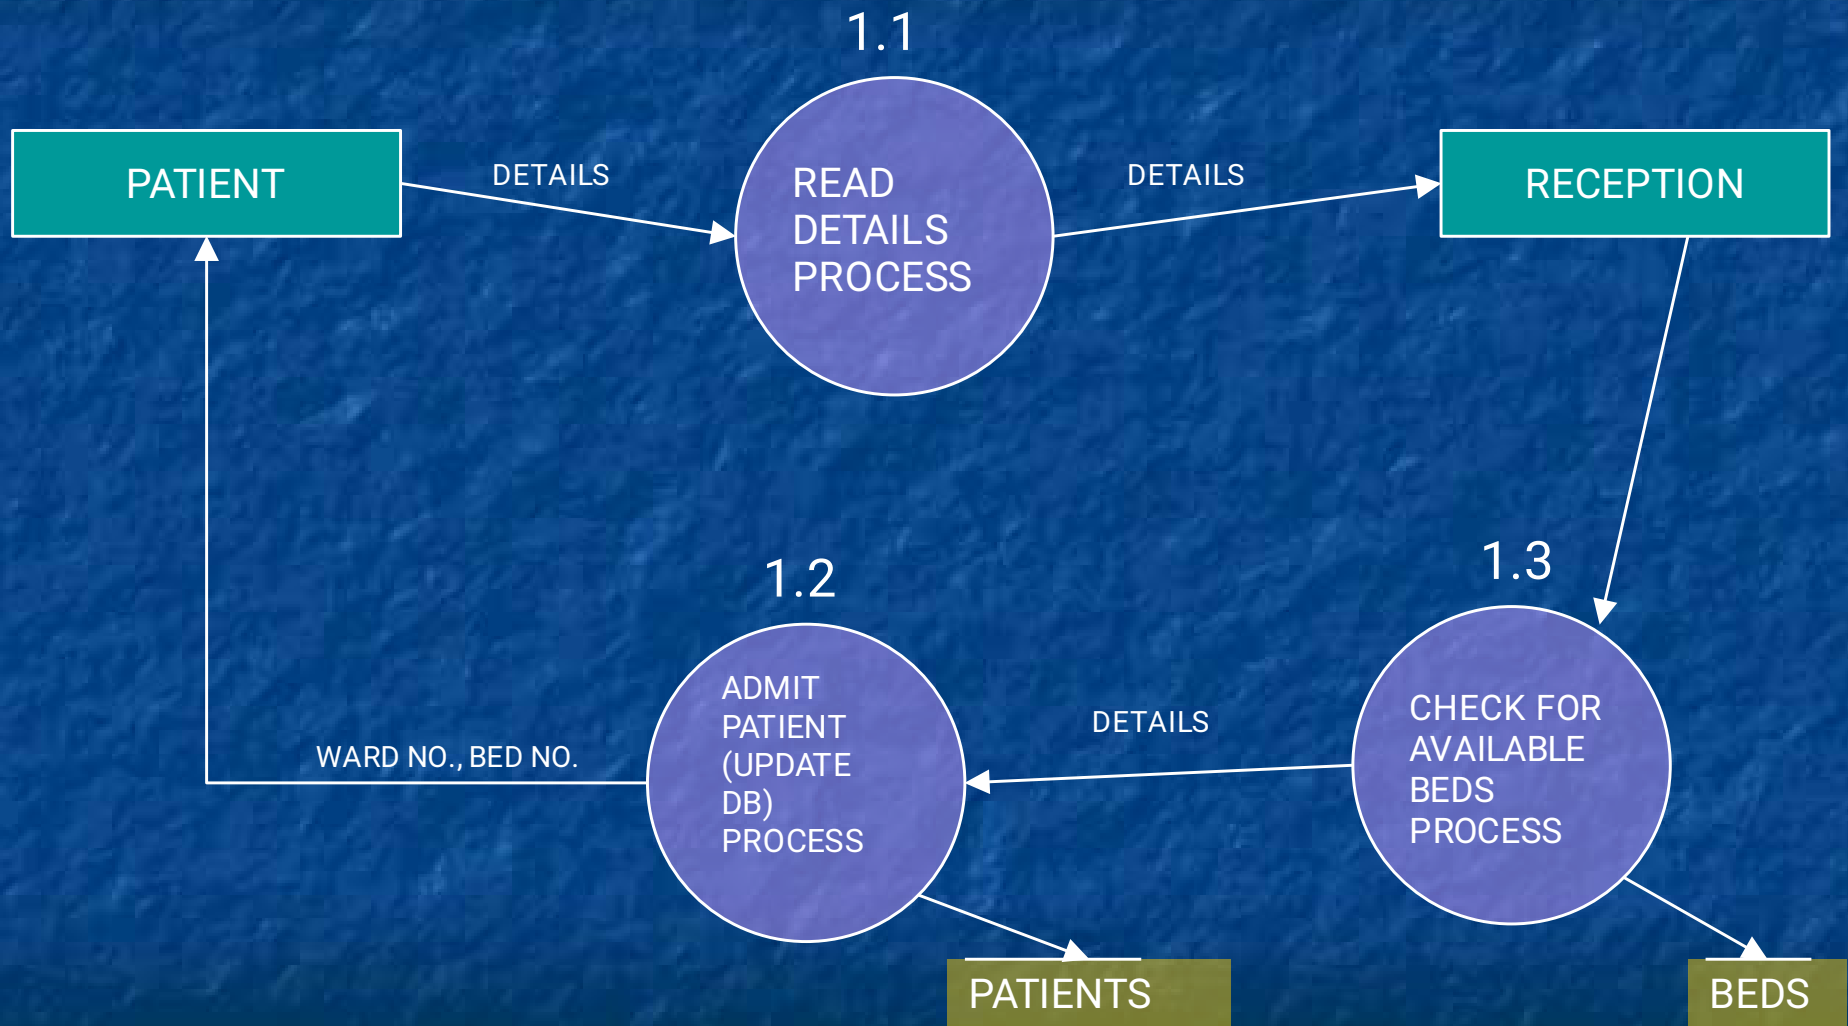 1.1
PATIENT
DETAILS
READ
DETAILS
PROCESS
DETAILS
RECEPTION
1.2
1.3
ADMIT
PATIENT
(UPDATE
DB)
PROCESS
WARD NO., BED NO.
DETAILS
CHECK FOR
AVAILABLE
BEDS
PROCESS
PATIENTS
BEDS